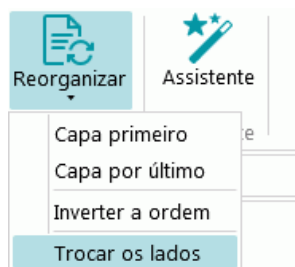 Reorganizar
Assistente
Capa primeiro
Capa por último
Inverter a ordem
Trocar os lados